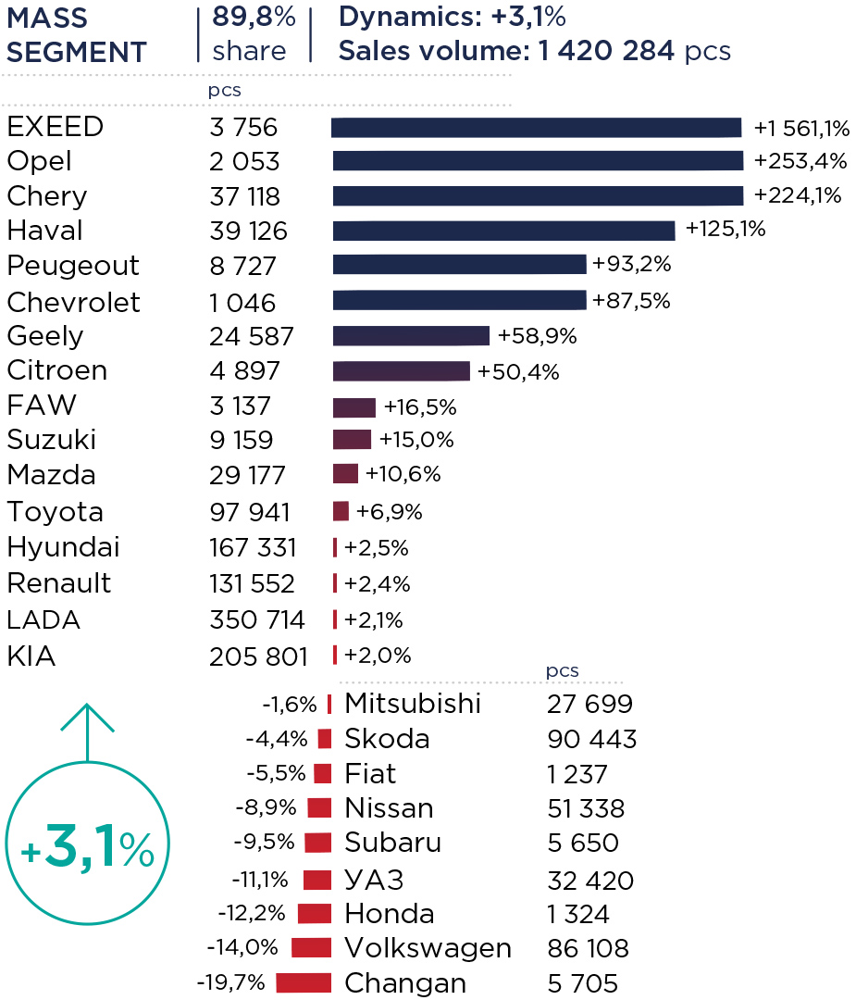 MASS SEGMENT
89,8% share
Dynamics: +3,1%
Sales volume: 1 420 284 pcs
pcs
EXEED 3 756 +1 561,1%
Opel 2 053 +253,4%
Chery 37 118 +224,1%
Haval 39 126 +125,1%
Peugeout 8 727 +93,2%
Chevrolet 1 046 +87,5%
Geely 24 587 +58,9%
Citroen 4 897 +50,4%
FAW 3 137 +16,5%
Suzuki 9 159 +15,0%
Mazda 29 177 +10,6%
Toyota 97 941 +6,9%
Hyundai 167 331 +2,5%
Renault 131 552 +2,4%
LADA 350 714 +2,1%
KIA 205 801 +2,0%
pcs
-1,6% Mitsubishi 27 699
-4,4% Skoda 90 443
-5,5% Fiat 1 237
-8,9% Nissan 51 338
-9,5% Subaru 5 650
-11,1% УАЗ 32 420
-12,2% Honda 1 324
-14,0% Volkswagen 86 108
-19,7% Changan 5 705
+3,1%